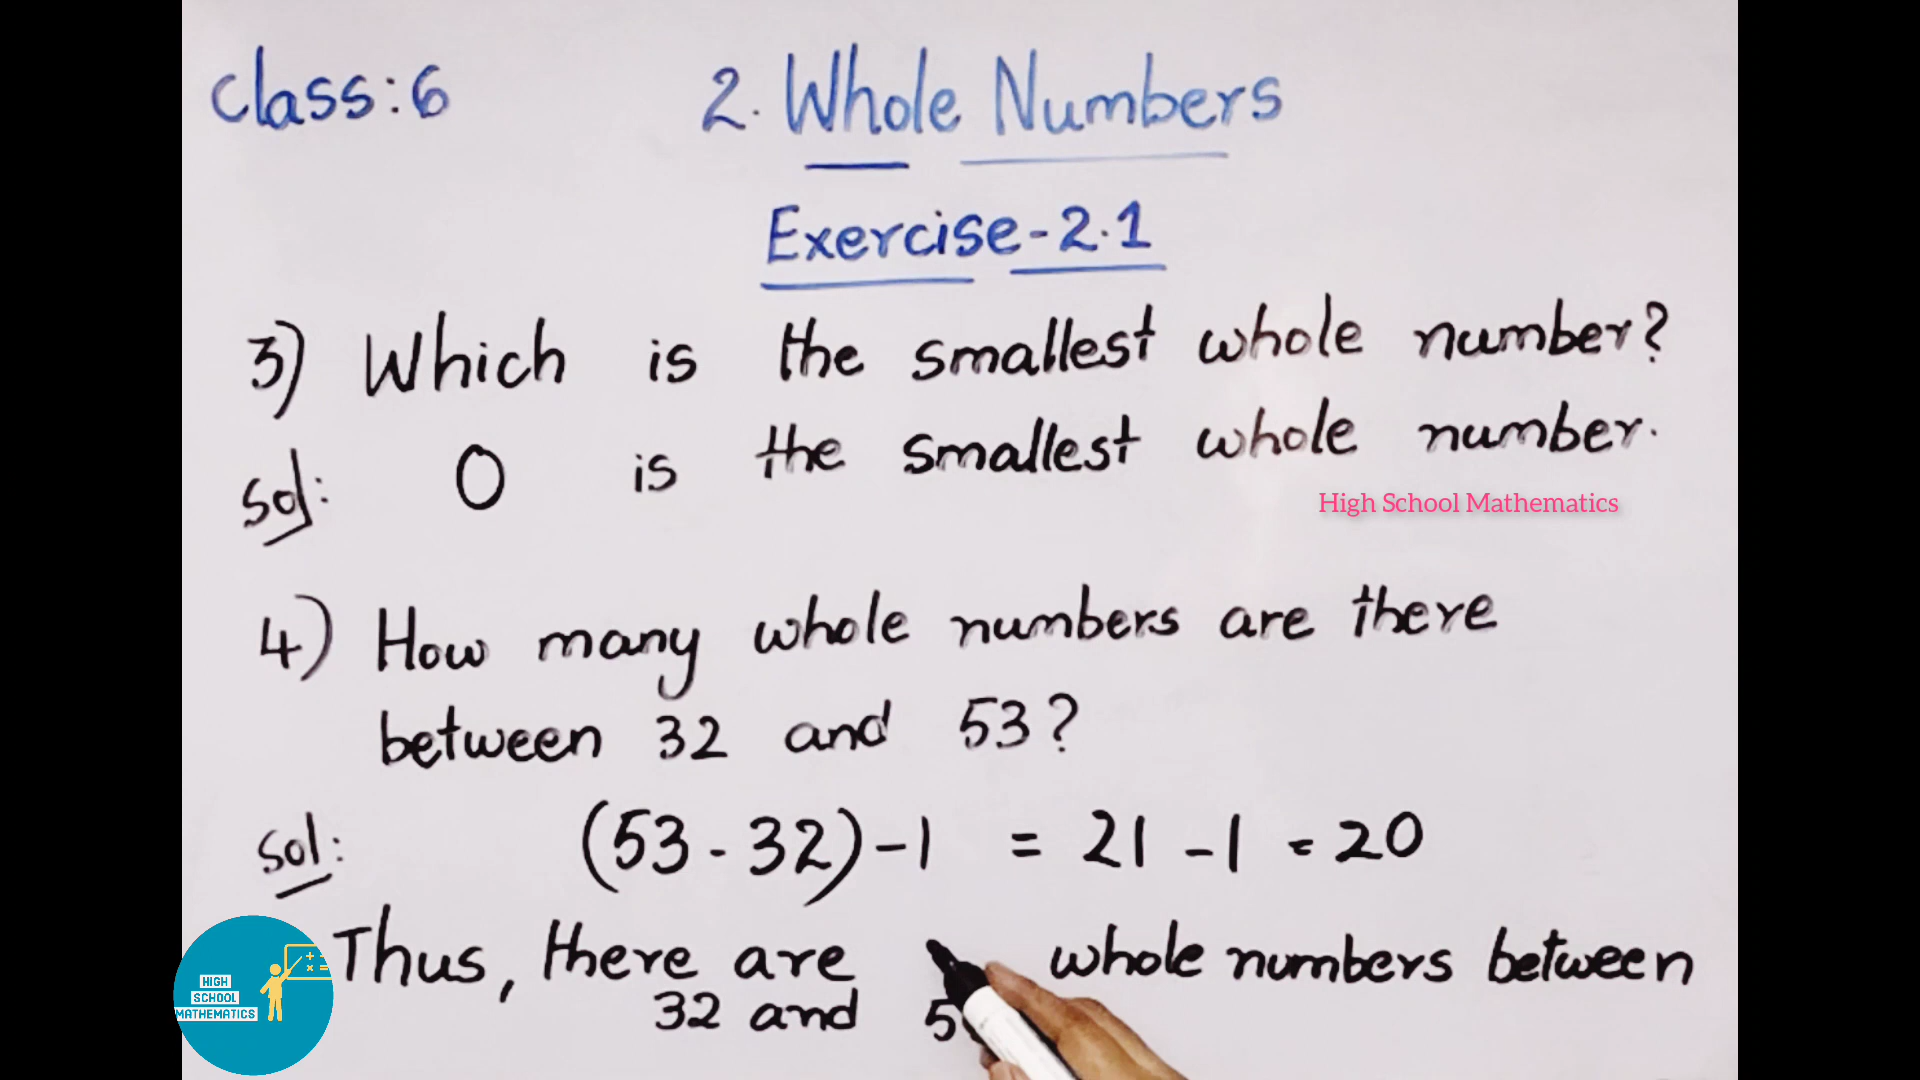 Class:6
2. Whole Numbers
Exercise-2.1
3) Which is the smallest whole number?
Sol: 0 is the smallest whole number.
High School Mathematics
4) How many whole numbers are there
between 32 and 53?
Sol: (53-32)-1 = 21-1 = 20
Thus, there are whole numbers between
32 and
HIGH
SCHOOL
MATHEMATICS